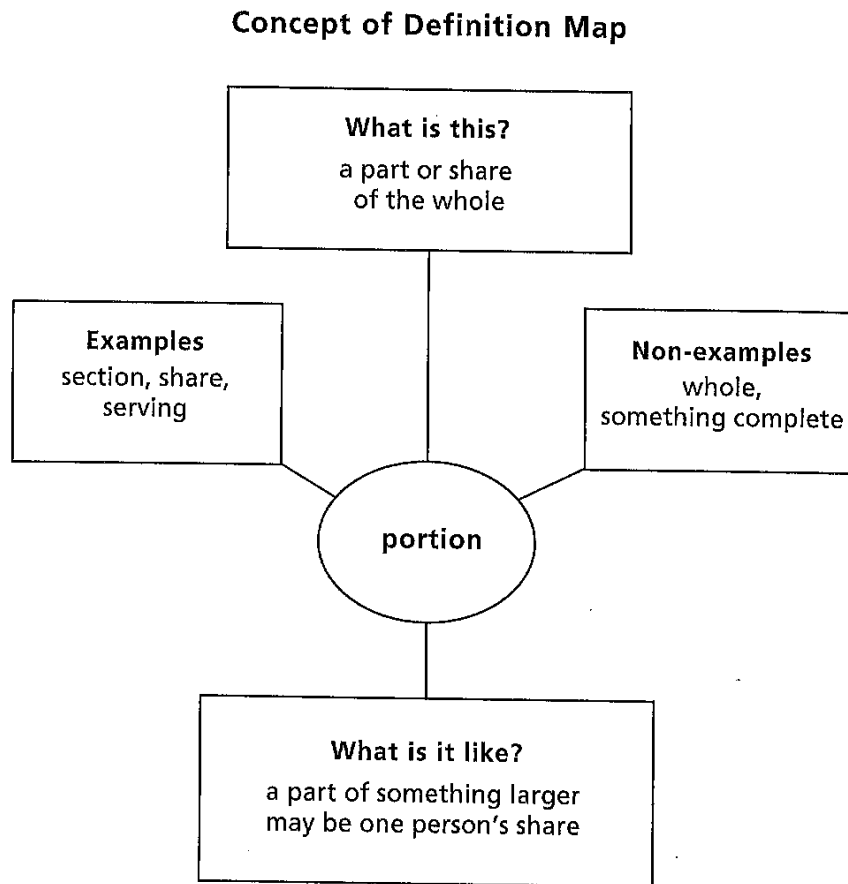 Concept of Definition Map
What is this?
a part or share
of the whole
Examples
section, share,
serving
Non-examples
whole,
something complete
portion
What is it like?
a part of something larger
may be one person's share